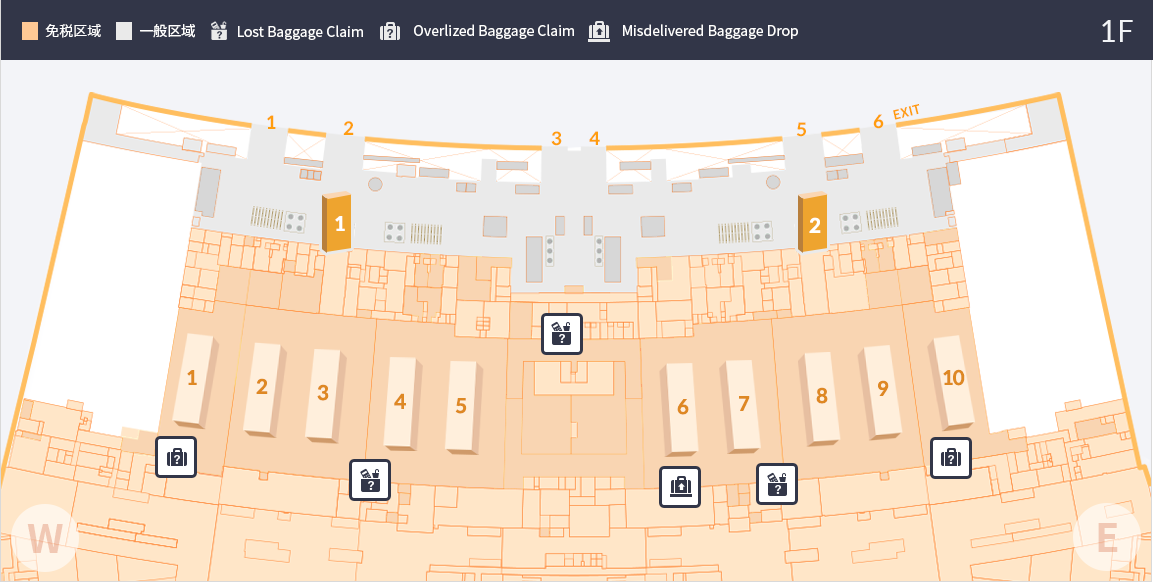 免税区域 一般区域 Lost Baggage Claim Overlized Baggage Claim Misdelivered Baggage Drop 1F
1 2 3 4 5 6 EXIT
1 2
?
1 2 3 4 5 6 7 8 9 10
? ? ? ?
W E